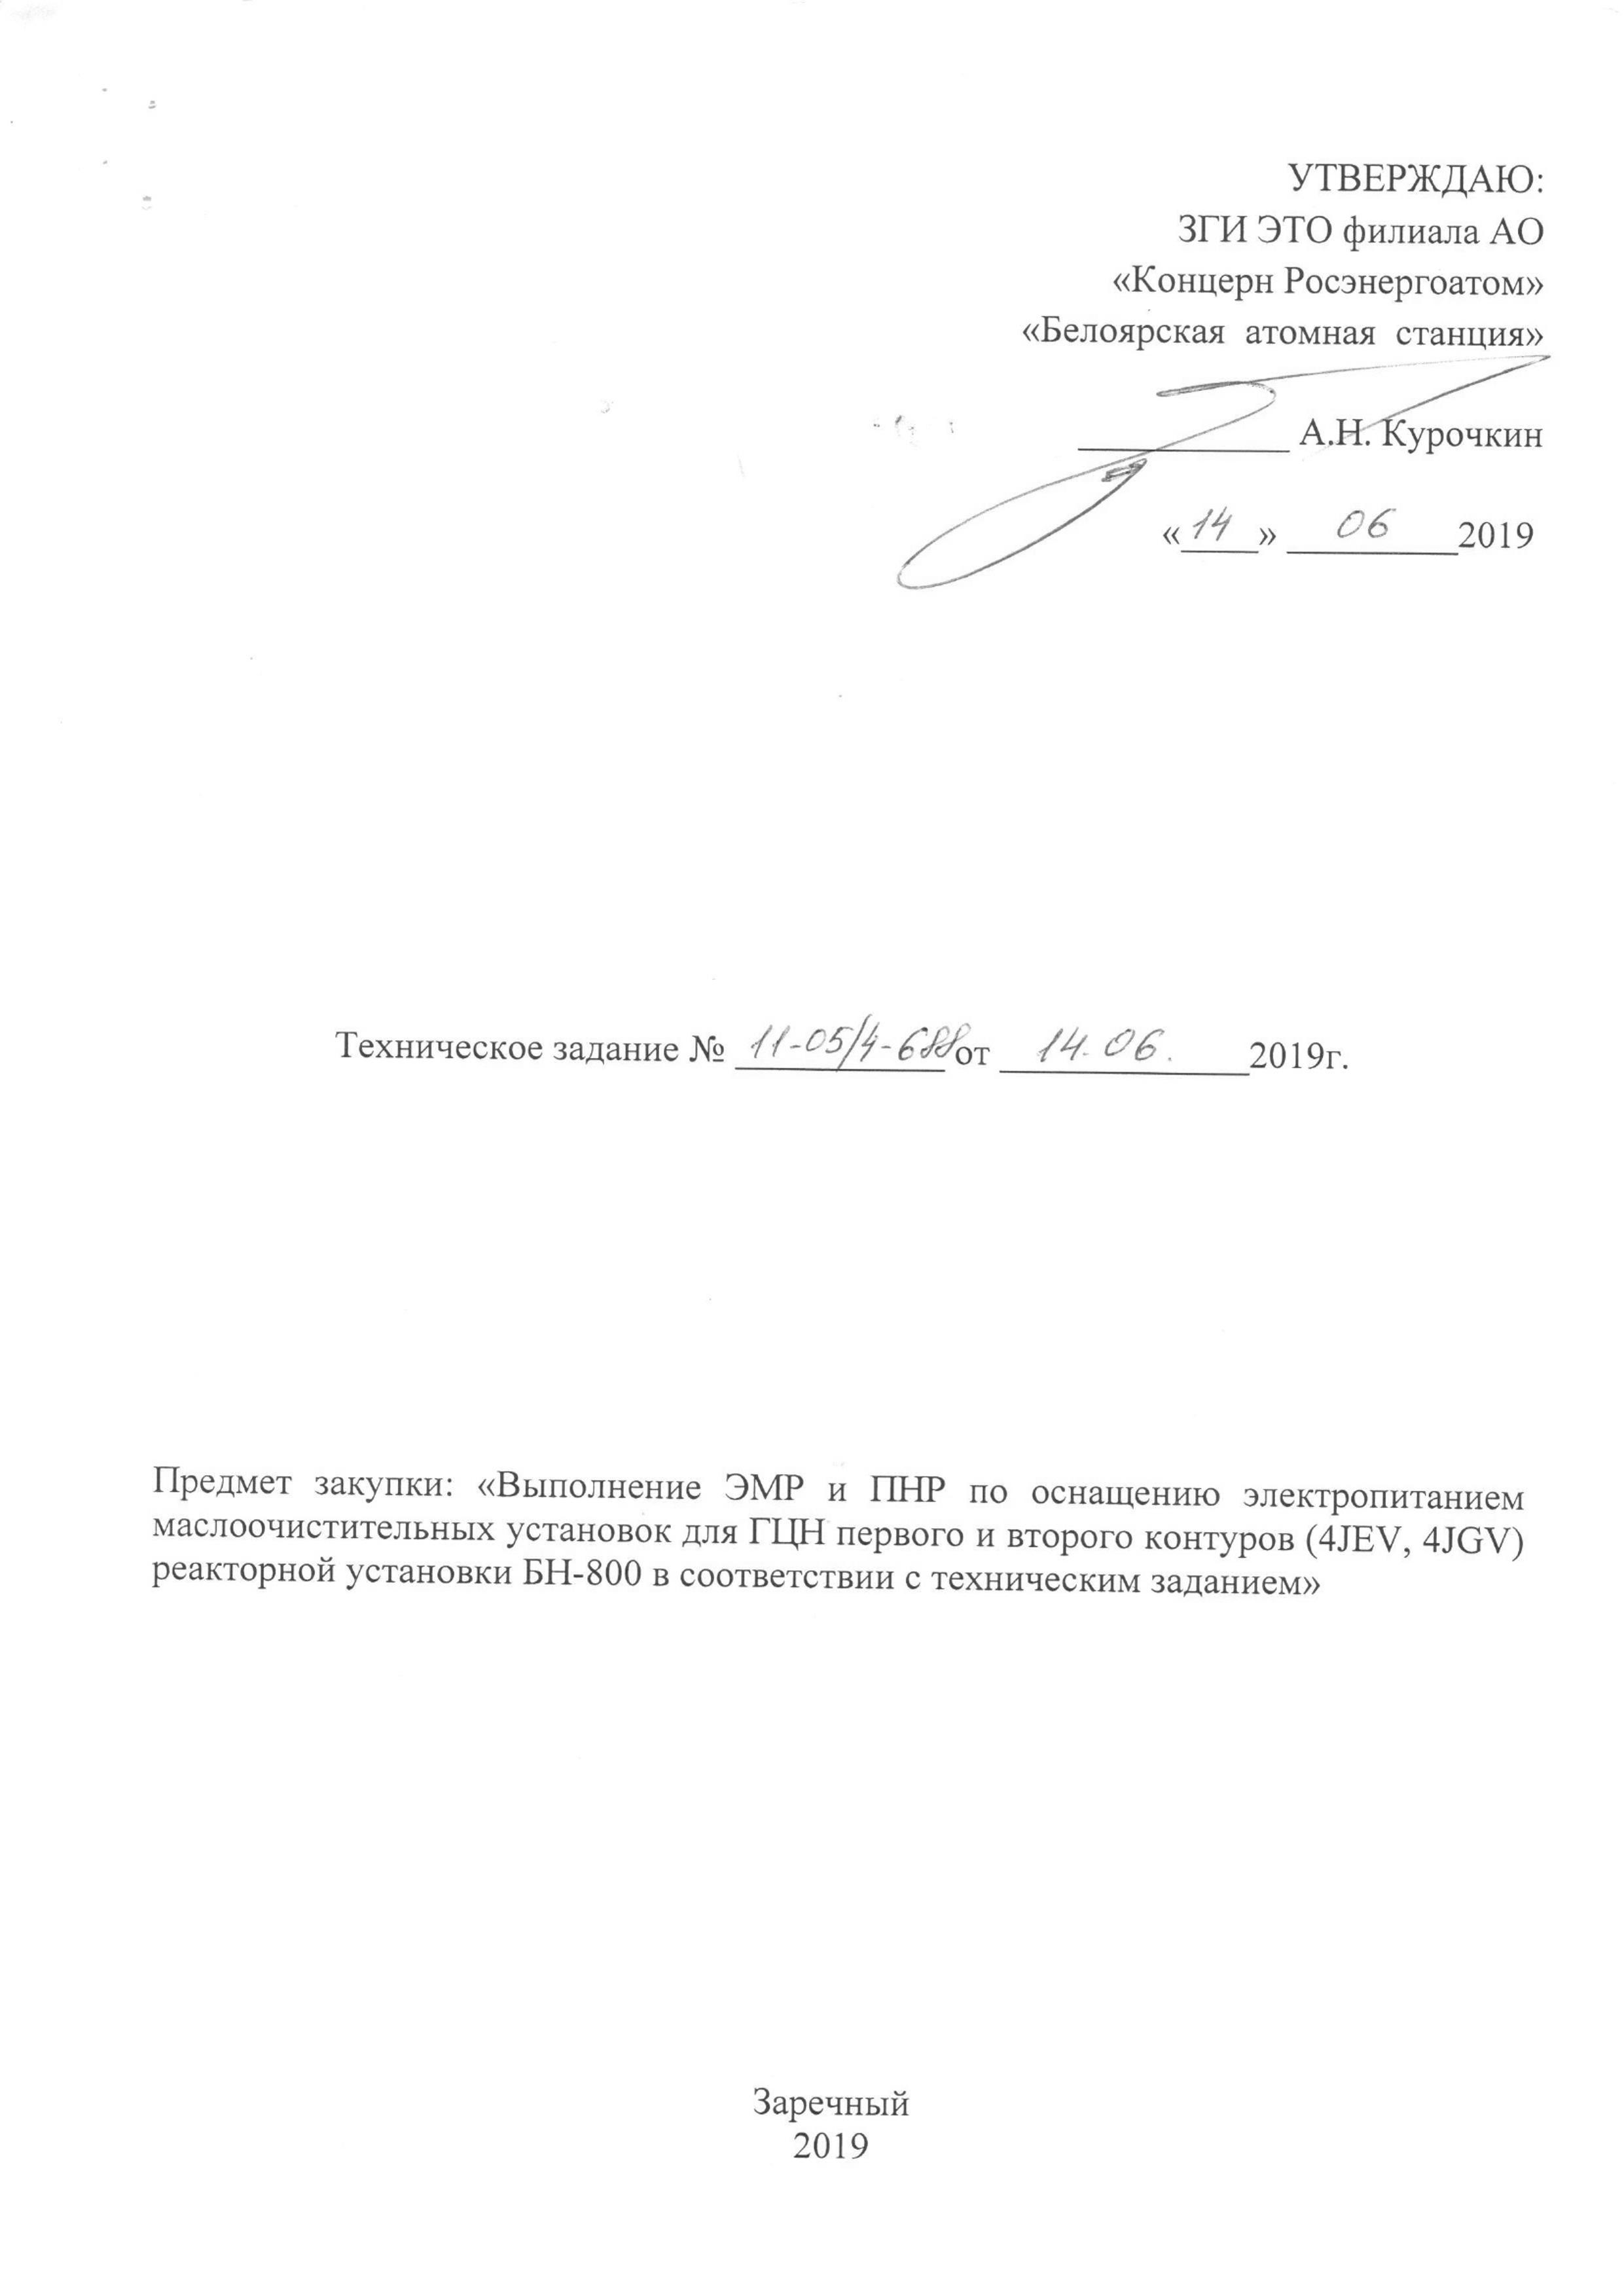 УТВЕРЖДАЮ:
ЗГИ ЭТО филиала АО
«Концерн Росэнергоатом»
«Белоярская атомная станция»
А.Н. Курочкин
«14» 06 2019
Техническое задание № 11-05/4-688 от 14.06. 2019г.
Предмет закупки: «Выполнение ЭМР и ПНР по оснащению электропитанием
маслоочистительных установок для ГЦН первого и второго контуров (4JEV, 4JGV)
реакторной установки БН-800 в соответствии с техническим заданием»
Заречный
2019